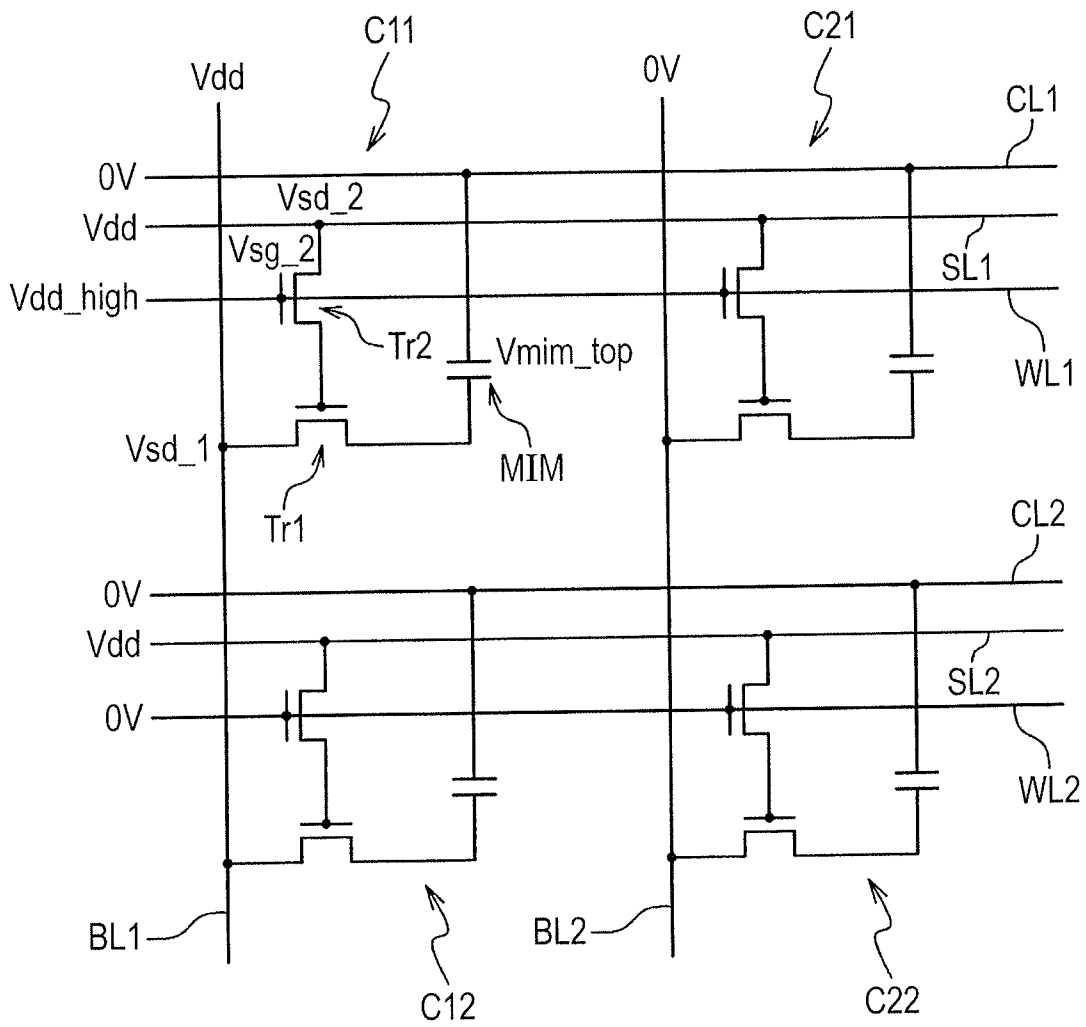 C11
C21
Vdd
0V
CL1
0V
Vsd_2
Vdd
Vsg_2
SL1
Vdd_high
Tr2
Vmim_top
WL1
Vsd_1
MIM
Tr1
CL2
0V
Vdd
SL2
0V
WL2
BL1
BL2
C12
C22